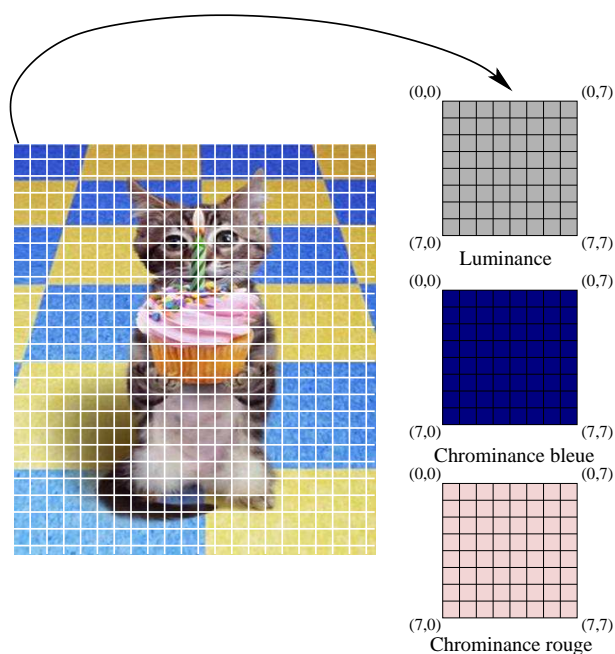 (0,0) (0,7)
(7,0) (7,7)
Luminance
(0,0) (0,7)
(7,0) (7,7)
Chrominance bleue
(0,0) (0,7)
(7,0) (7,7)
Chrominance rouge